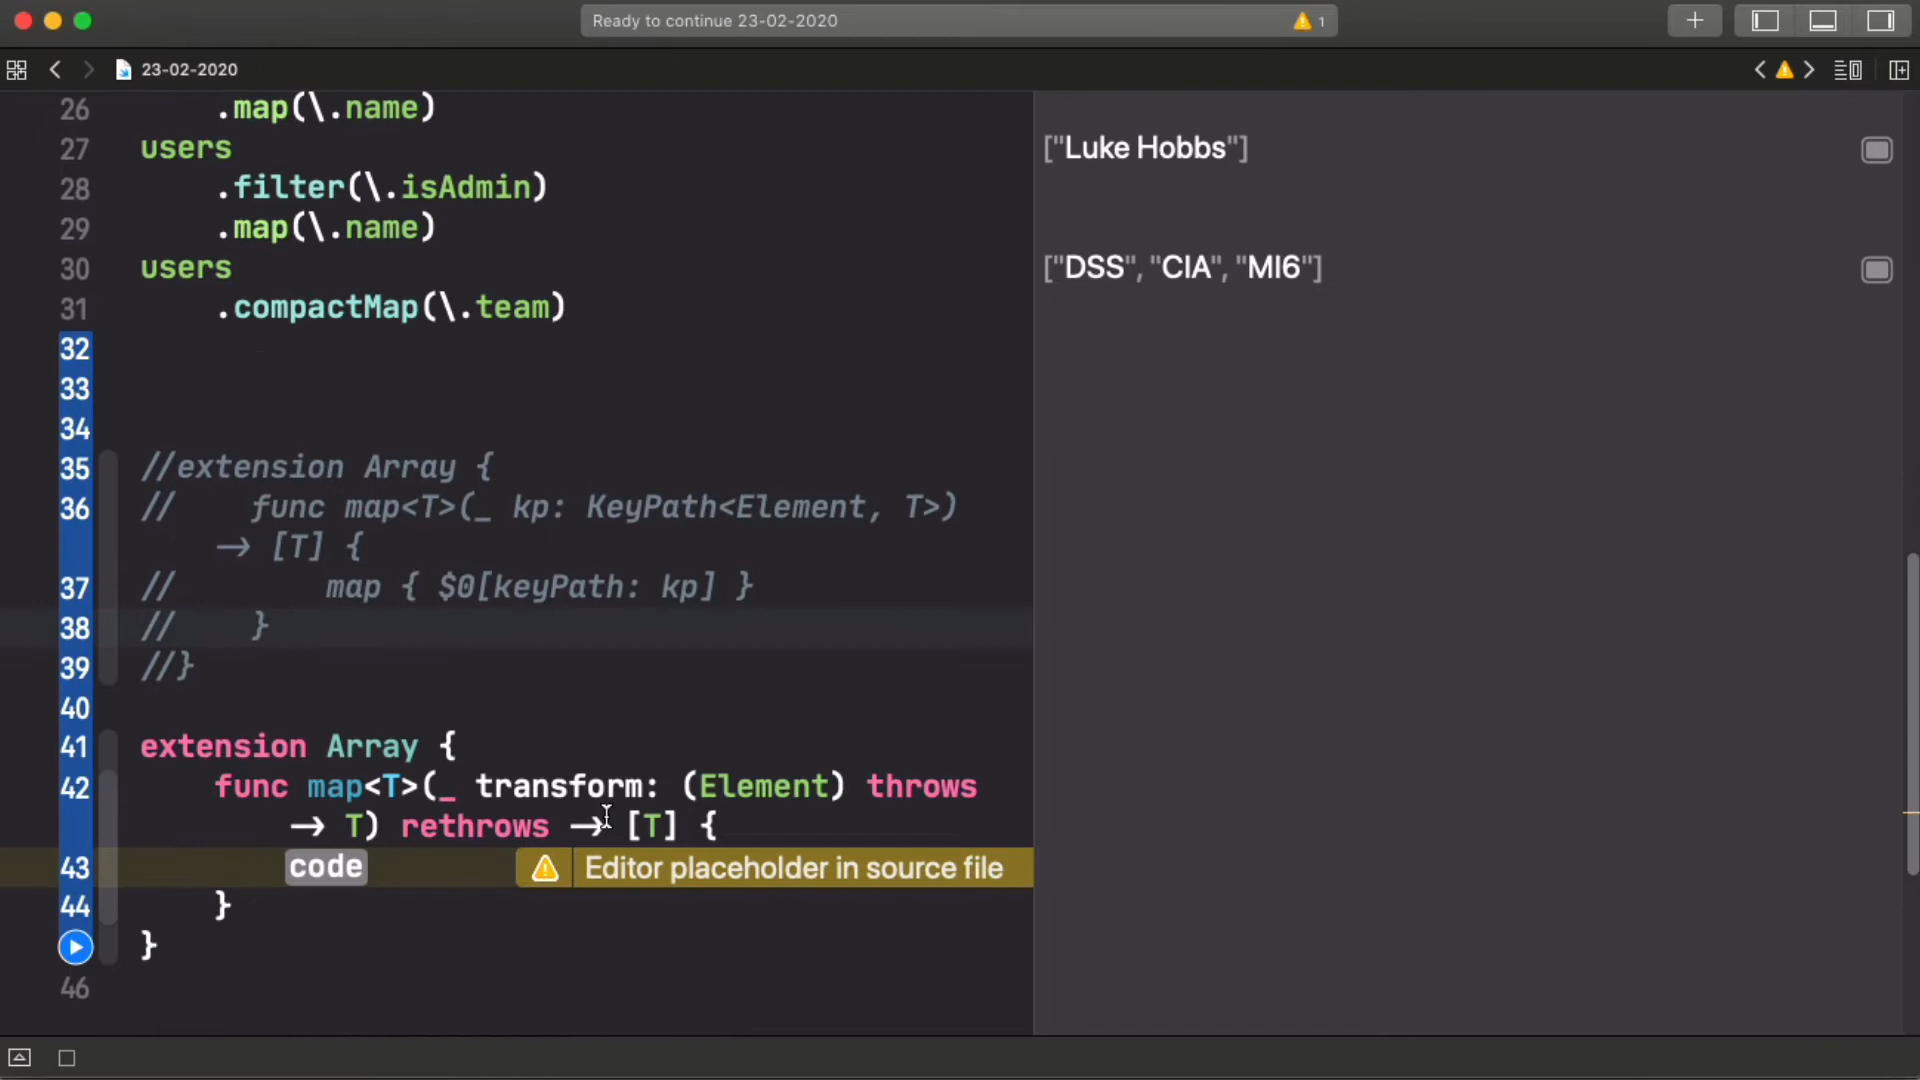 Ready to continue 23-02-2020
1
23-02-2020
26 .map(\.name)
27 users
["Luke Hobbs"]
28 .filter(\.isAdmin)
29 .map(\.name)
30 users
["DSS", "CIA", "MI6"]
31 .compactMap(\.team)
32
33
34
35 //extension Array {
36 // func map<T>(_ kp: KeyPath<Element, T>)
-> [T] {
37 // map { $0[keyPath: kp] }
38 // }
39 //}
40
41 extension Array {
42 func map<T>(_ transform: (Element) throws
-> T) rethrows -> [T] {
43 code Editor placeholder in source file
44 }
}
46